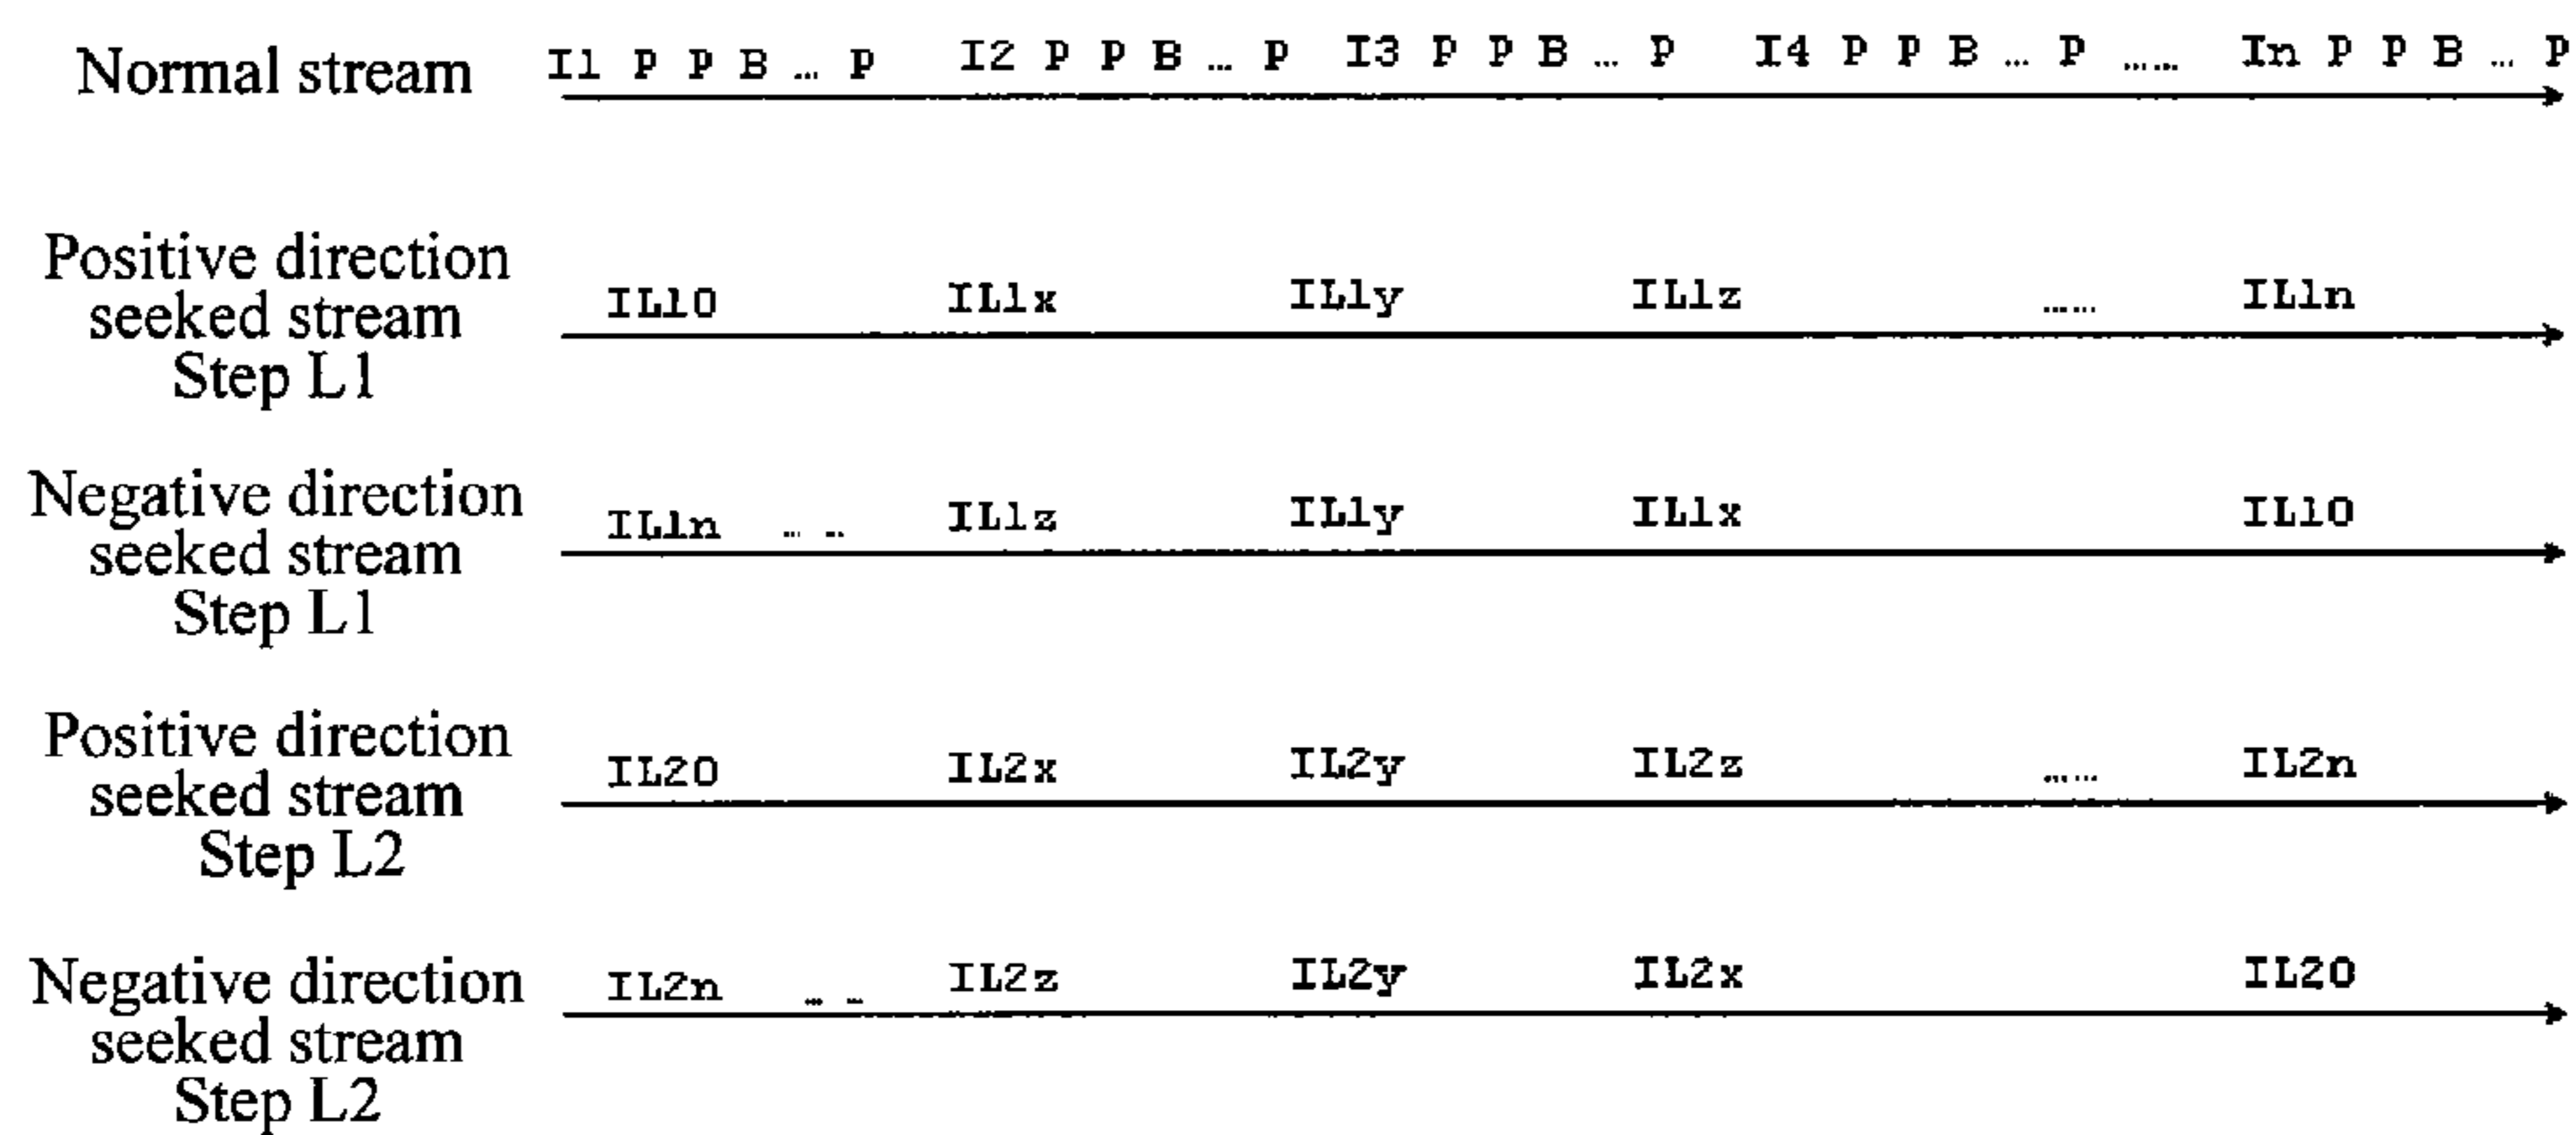 Normal stream I1 P P B … P I2 P P B … P I3 P P B … P I4 P P B … P …… In P P B … P
Positive direction
seeked stream
Step L1
IL10 IL1x IL1y IL1z …… IL1n
Negative direction
seeked stream
Step L1
IL1n …… IL1z IL1y IL1x IL10
Positive direction
seeked stream
Step L2
IL20 IL2x IL2y IL2z …… IL2n
Negative direction
seeked stream
Step L2
IL2n …… IL2z IL2y IL2x IL20